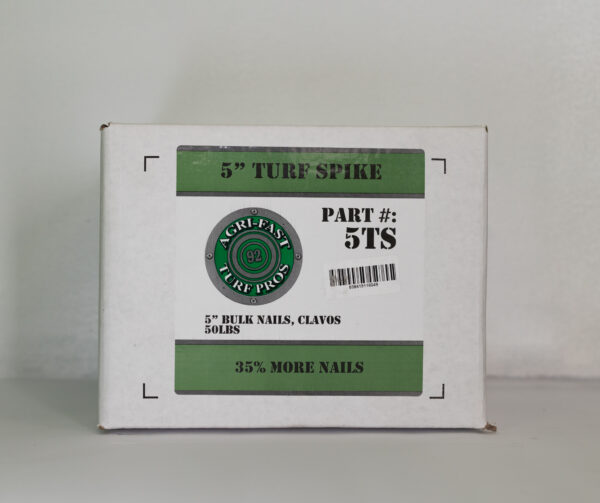 5” TURF SPIKE
PART #:
5TS
AGRI-FAST
92
TURF PROS
5” BULK NAILS, CLAVOS
50LBS
35% MORE NAILS